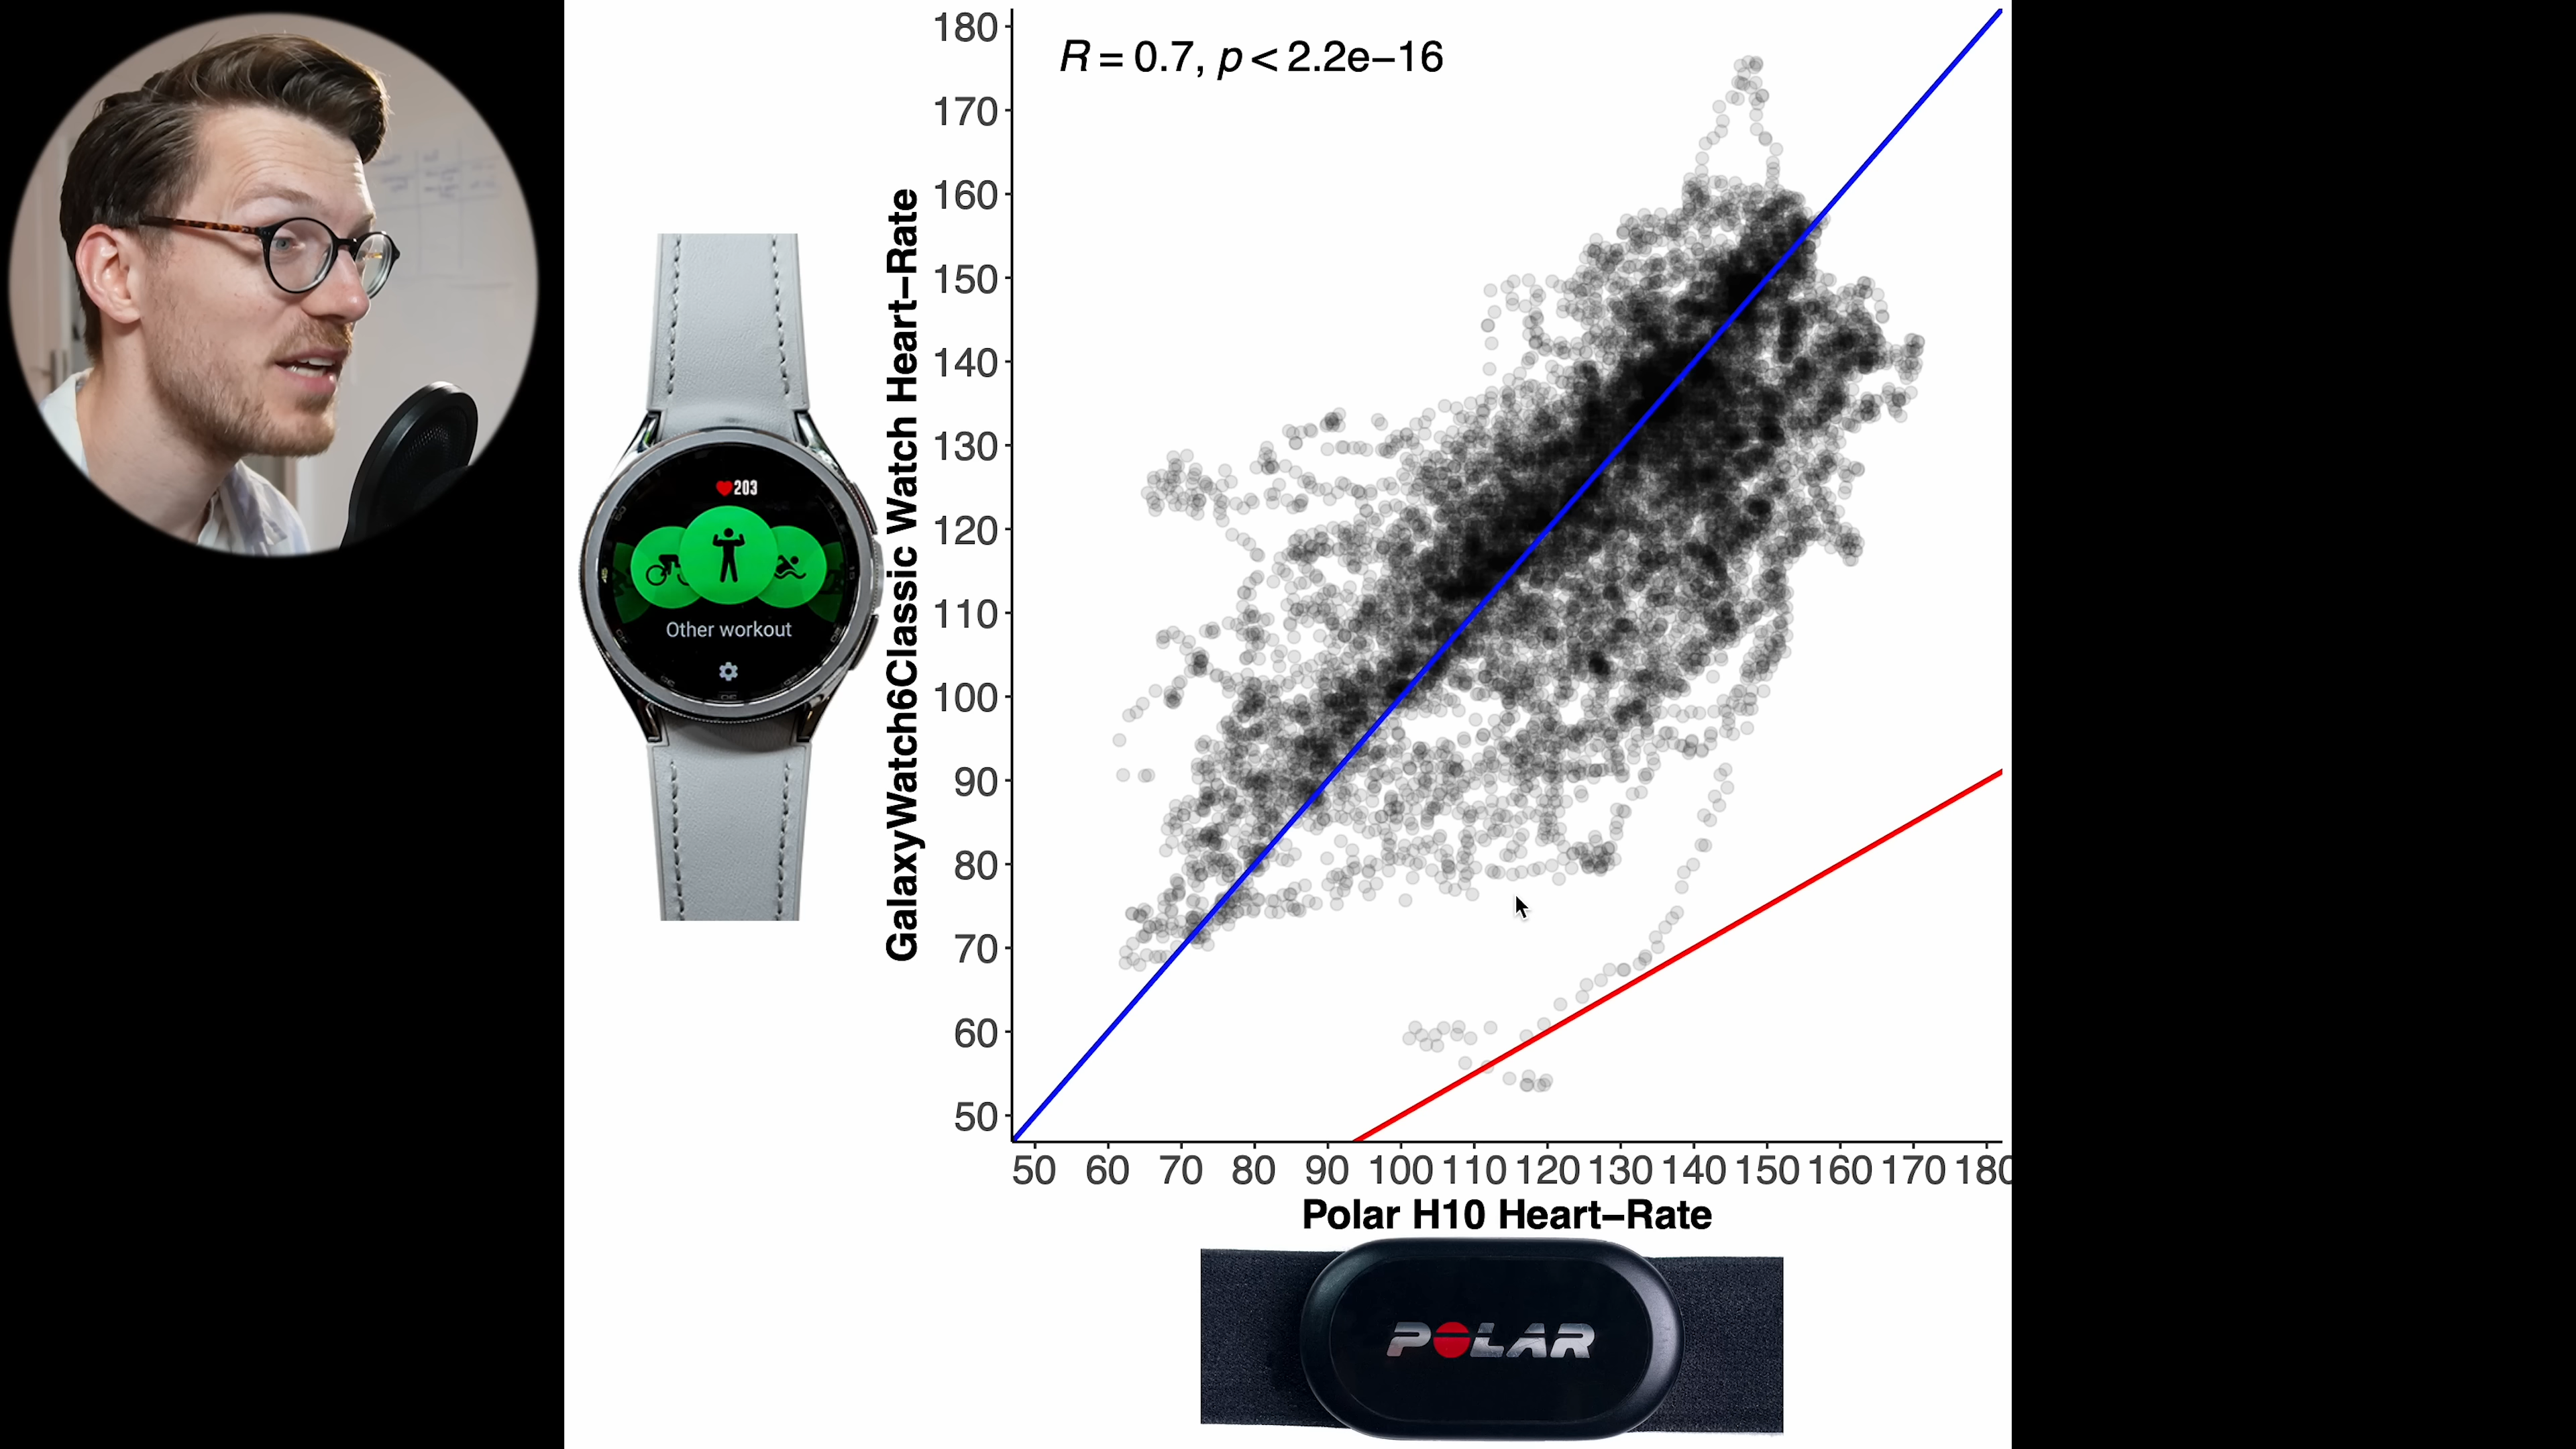 R = 0.7, p < 2.2e−16
180
170
160
150
140
130
120
110
100
90
80
70
60
50
GalaxyWatch6Classic Watch Heart−Rate
203
Other workout
50 60 70 80 90 100 110 120 130 140 150 160 170 180
Polar H10 Heart−Rate
POLAR